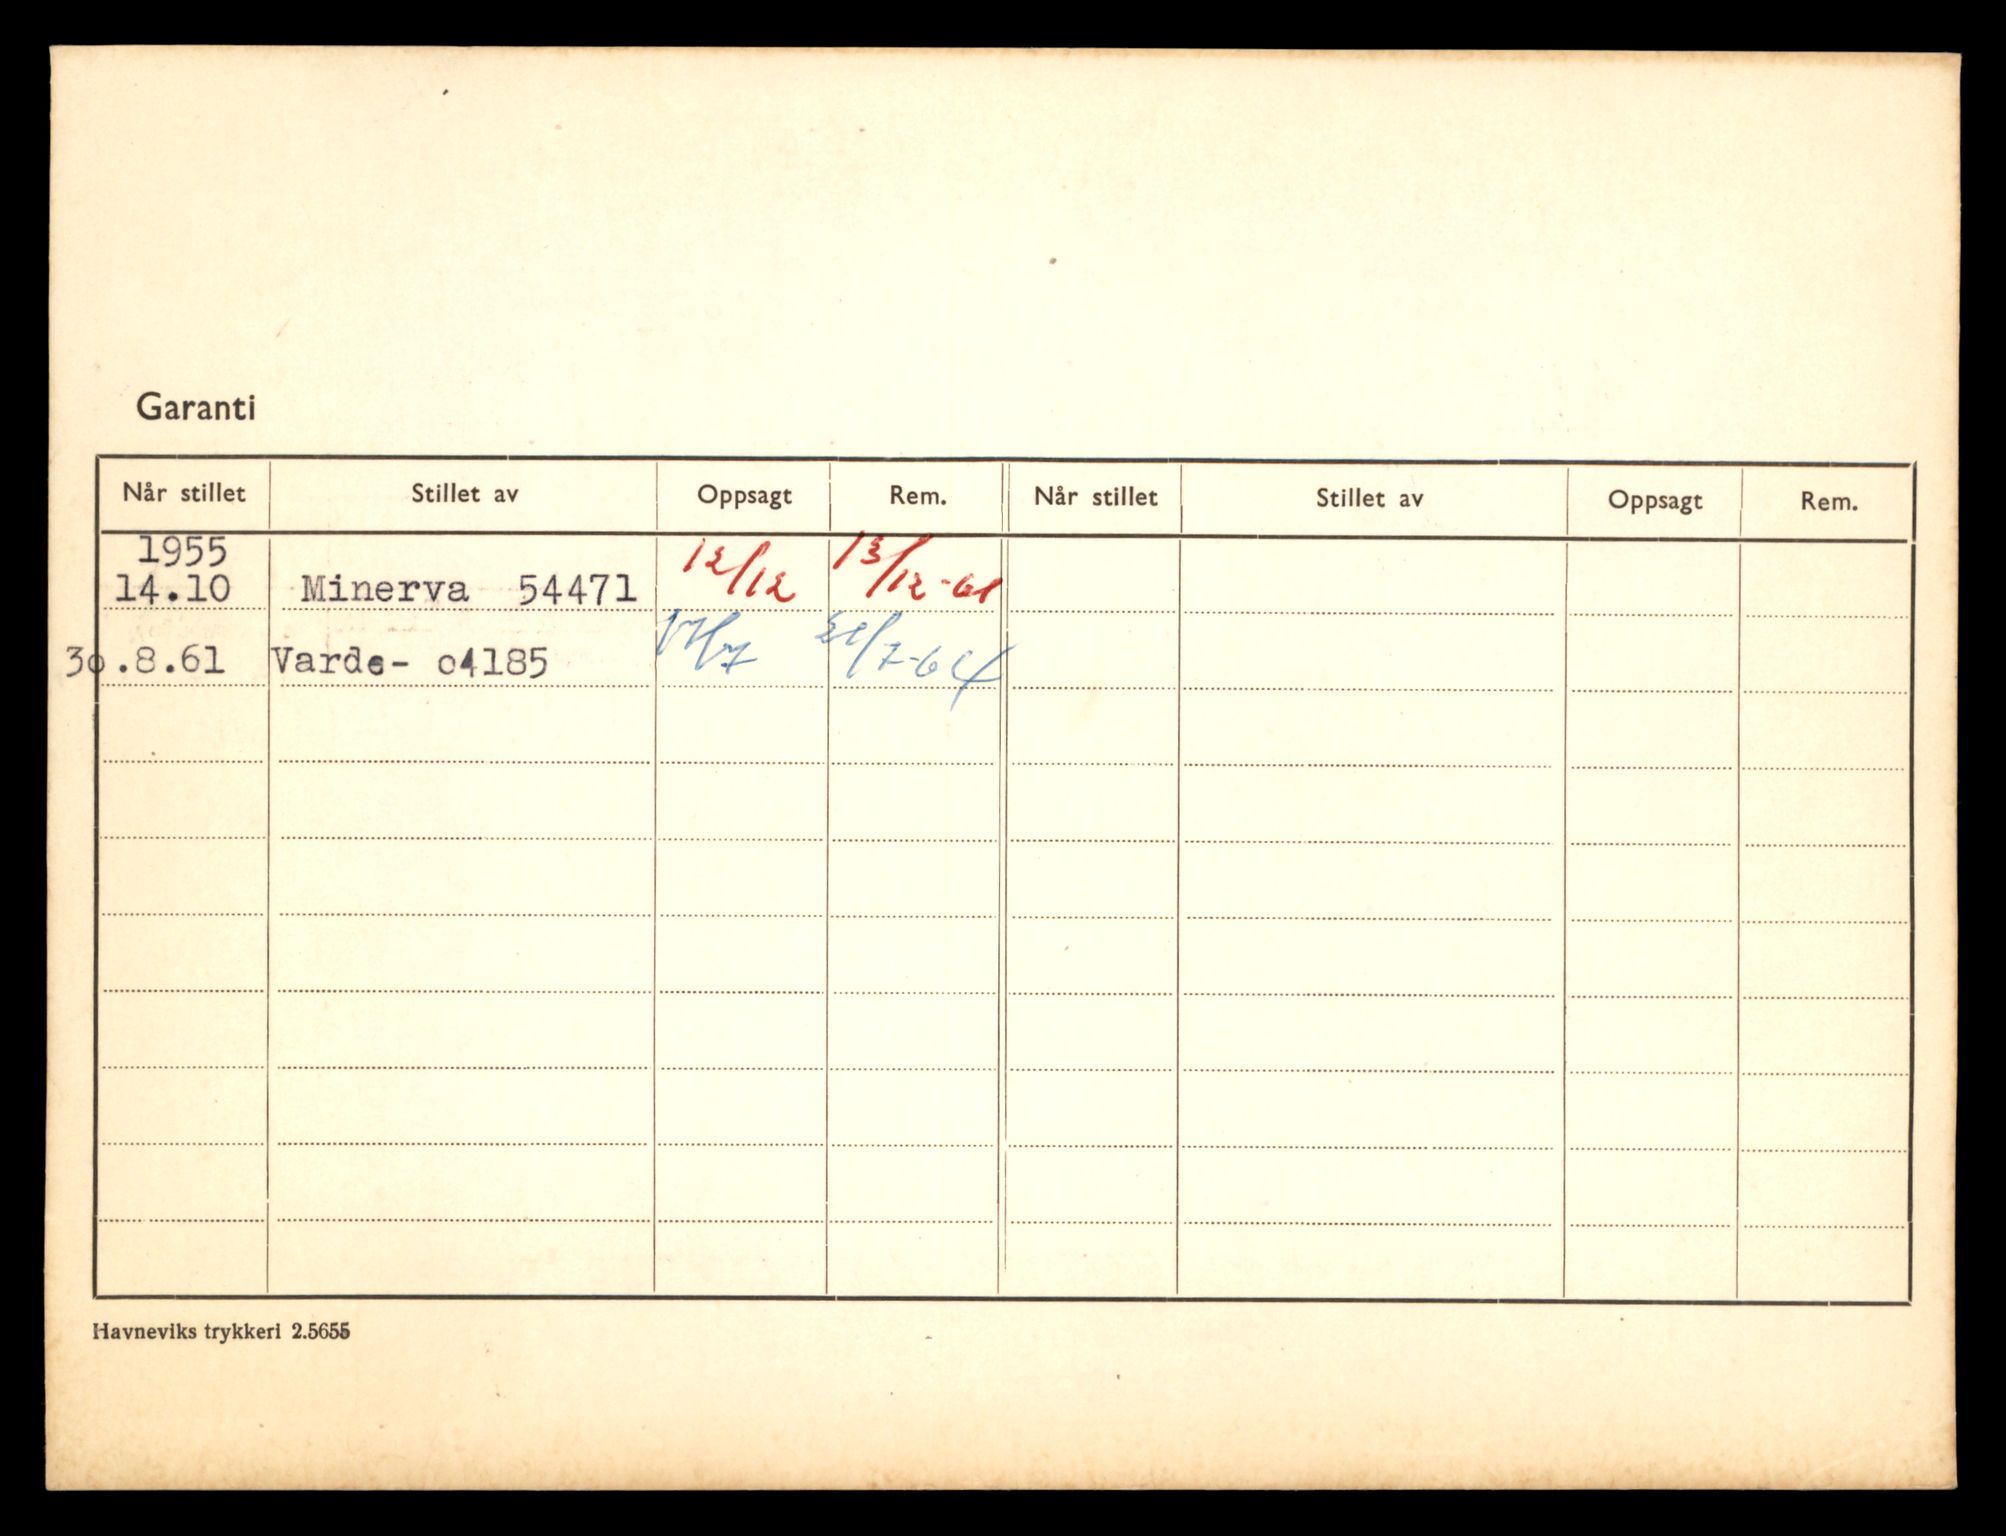 Garanti
Når stillet Stillet av Oppsagt Rem. Når stillet Stillet av Oppsagt Rem.
1955
14.10 Minerva 54471 12/12 13/12-61
30.8.61 Varde- o4185 17/7 /7-64
Havneviks trykkeri 2.5655